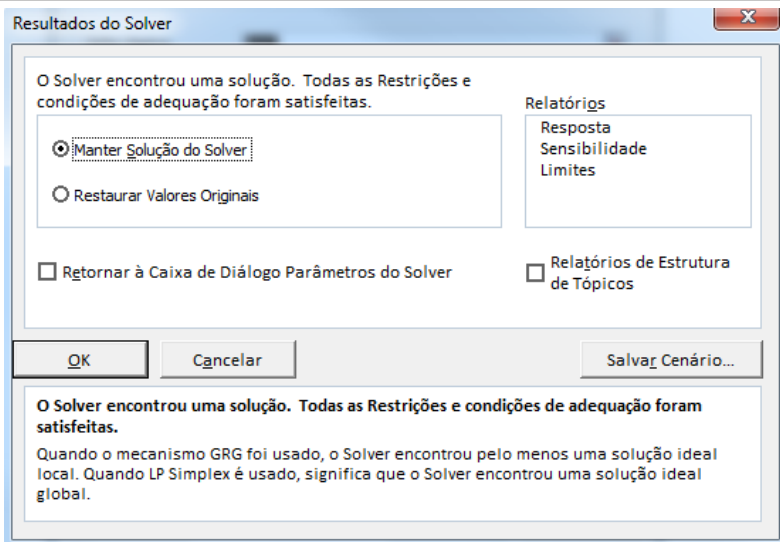 Resultados do Solver
x
O Solver encontrou uma solução. Todas as Restrições e
condições de adequação foram satisfeitas.
Relatórios
Manter Solução do Solver
Restaurar Valores Originais
Resposta
Sensibilidade
Limites
Retornar à Caixa de Diálogo Parâmetros do Solver
Relatórios de Estrutura
de Tópicos
OK
Cancelar
Salvar Cenário...
O Solver encontrou uma solução. Todas as Restrições e condições de adequação foram
satisfeitas.
Quando o mecanismo GRG foi usado, o Solver encontrou pelo menos uma solução ideal
local. Quando LP Simplex é usado, significa que o Solver encontrou uma solução ideal
global.